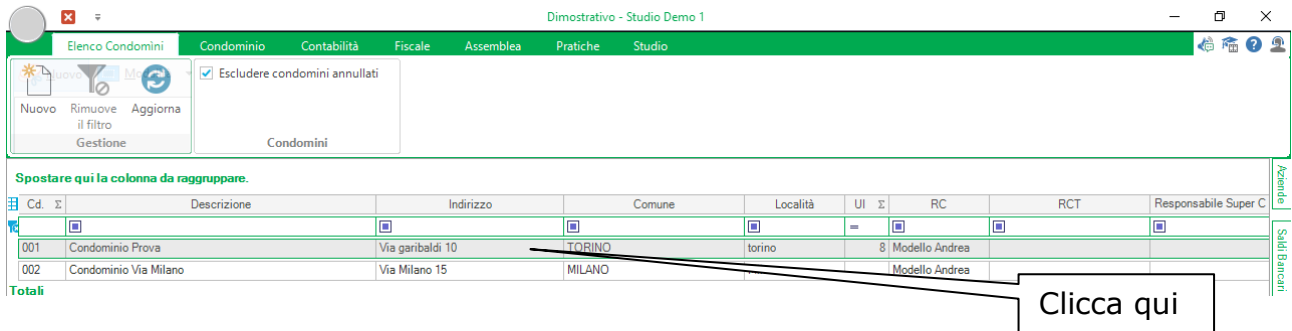 Dimostrativo - Studio Demo 1
Elenco Condomini Condominio Contabilità Fiscale Assemblea Pratiche Studio
Escludere condomini annullati
Nuovo Rimuove il filtro Aggiorna
Gestione Condomini
Spostare qui la colonna da raggruppare.
Cd. Σ Descrizione Indirizzo Comune Località UI Σ RC RCT Responsabile Super C
=
001 Condominio Prova Via garibaldi 10 TORINO torino 8 Modello Andrea
002 Condominio Via Milano Via Milano 15 MILANO Modello Andrea
Totali
Aziende
Saldi Bancari
Clicca qui